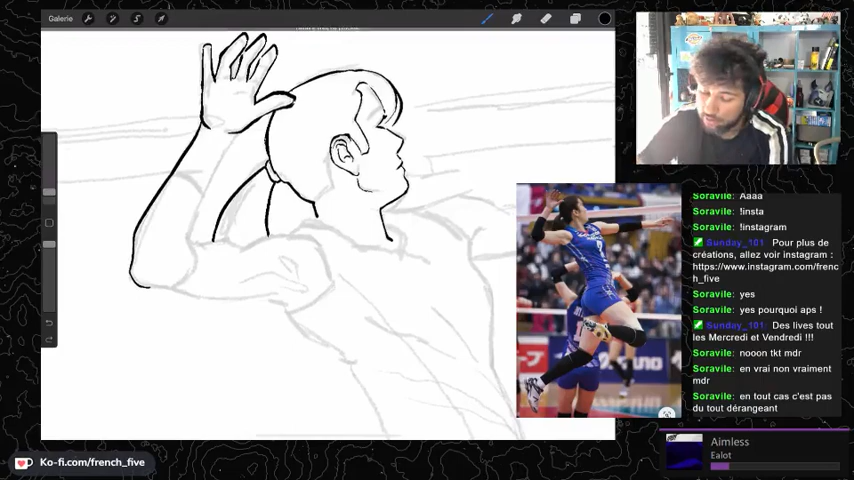 Galerie
Soravile: Aaaa
Soravile: !insta
Soravile: !instagram
Sunday_101 Pour plus de
créations, allez voir instagram :
https://www.instagram.com/frenc
h_five
Soravile: yes
Soravile: yes pourquoi aps !
Sunday_101: Des lives tout
les Mercredi et Vendredi !!!
Soravile: nooon tkt mdr
Soravile: en vrai non vraiment
mdr
Soravile: en tout cas c'est pas
du tout dérangeant
Aimless
Ealot
Ko-fi.com/french_five